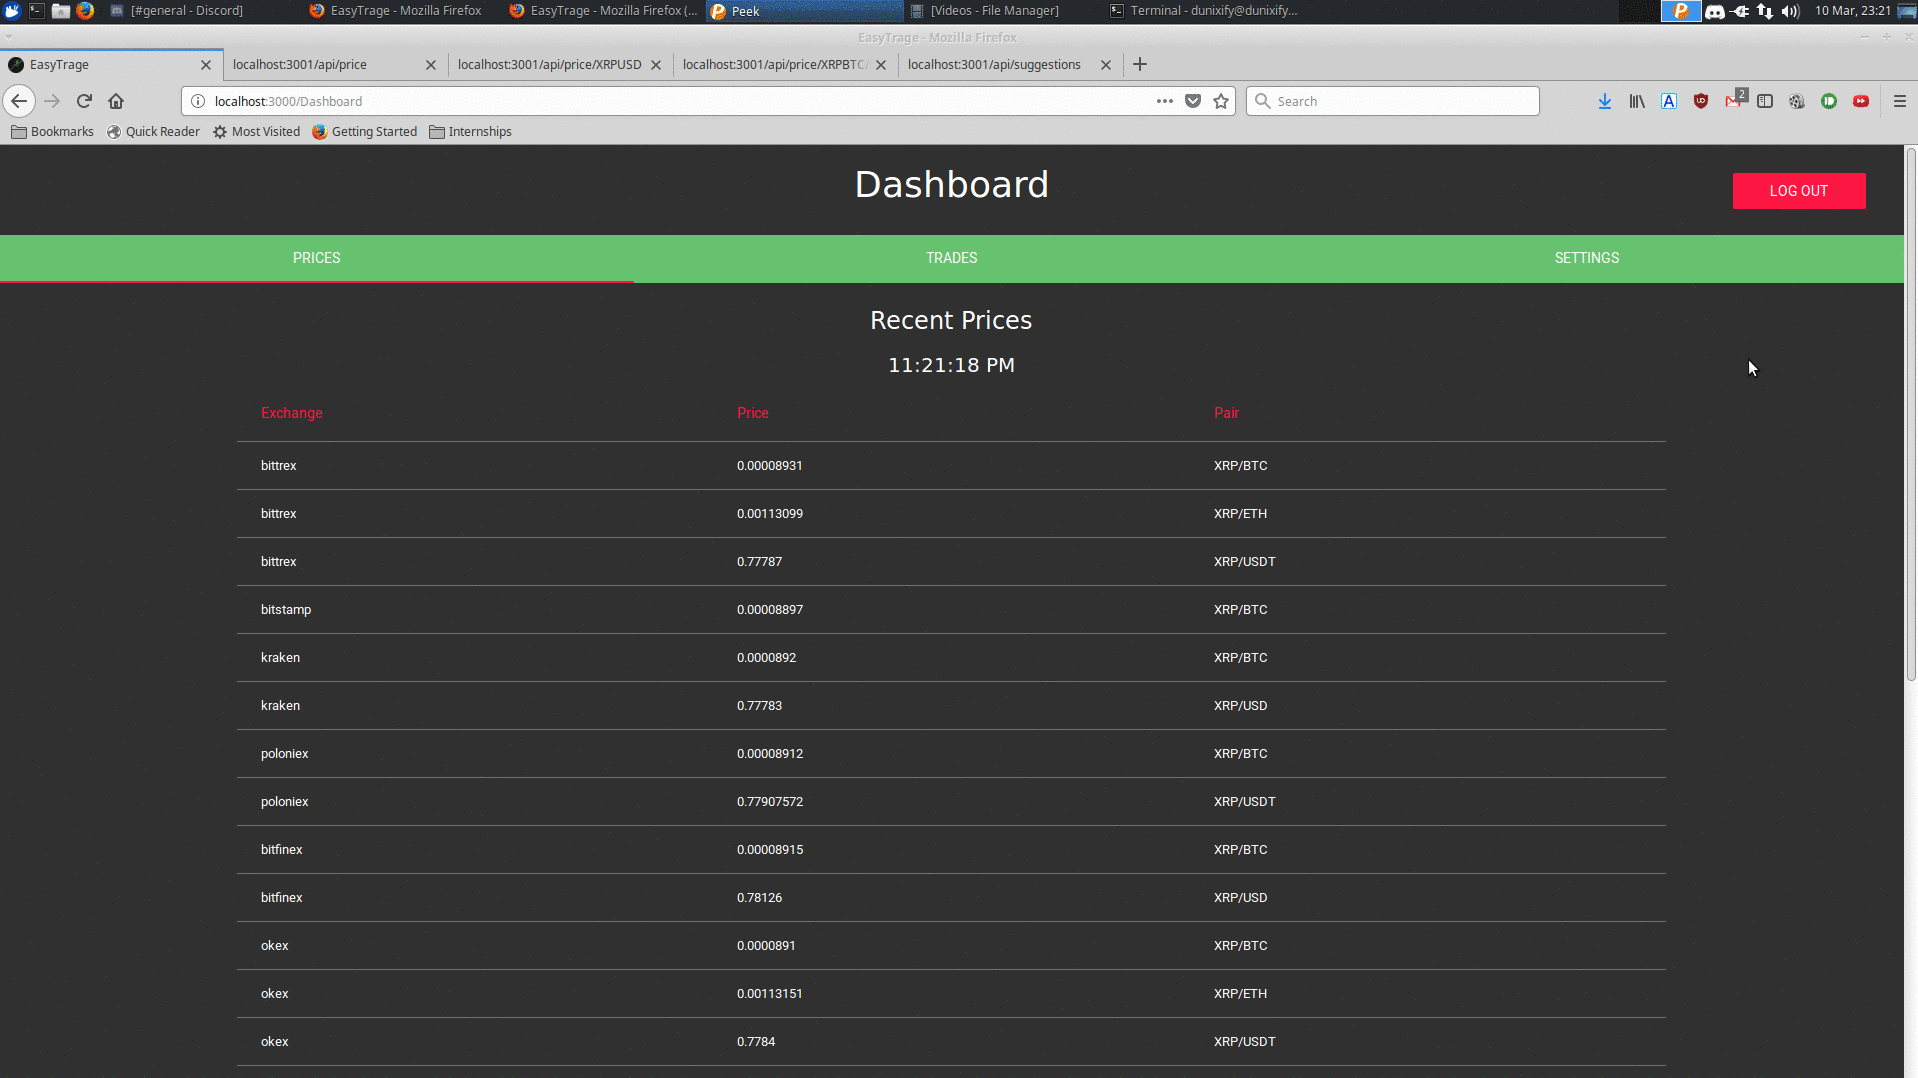 [#general - Discord] EasyTrage - Mozilla Firefox EasyTrage - Mozilla Firefox (... Peek [Videos - File Manager] Terminal - dunixify@dunixify... 10 Mar, 23:21
EasyTrage - Mozilla Firefox
EasyTrage localhost:3001/api/price localhost:3001/api/price/XRPUSD localhost:3001/api/price/XRPBTC/ localhost:3001/api/suggestions
localhost:3000/Dashboard Search 2
Bookmarks Quick Reader Most Visited Getting Started Internships
Dashboard
LOG OUT
PRICES TRADES SETTINGS
Recent Prices
11:21:18 PM
Exchange Price Pair
bittrex 0.00008931 XRP/BTC
bittrex 0.00113099 XRP/ETH
bittrex 0.77787 XRP/USDT
bitstamp 0.00008897 XRP/BTC
kraken 0.0000892 XRP/BTC
kraken 0.77783 XRP/USD
poloniex 0.00008912 XRP/BTC
poloniex 0.77907572 XRP/USDT
bitfinex 0.00008915 XRP/BTC
bitfinex 0.78126 XRP/USD
okex 0.0000891 XRP/BTC
okex 0.00113151 XRP/ETH
okex 0.7784 XRP/USDT